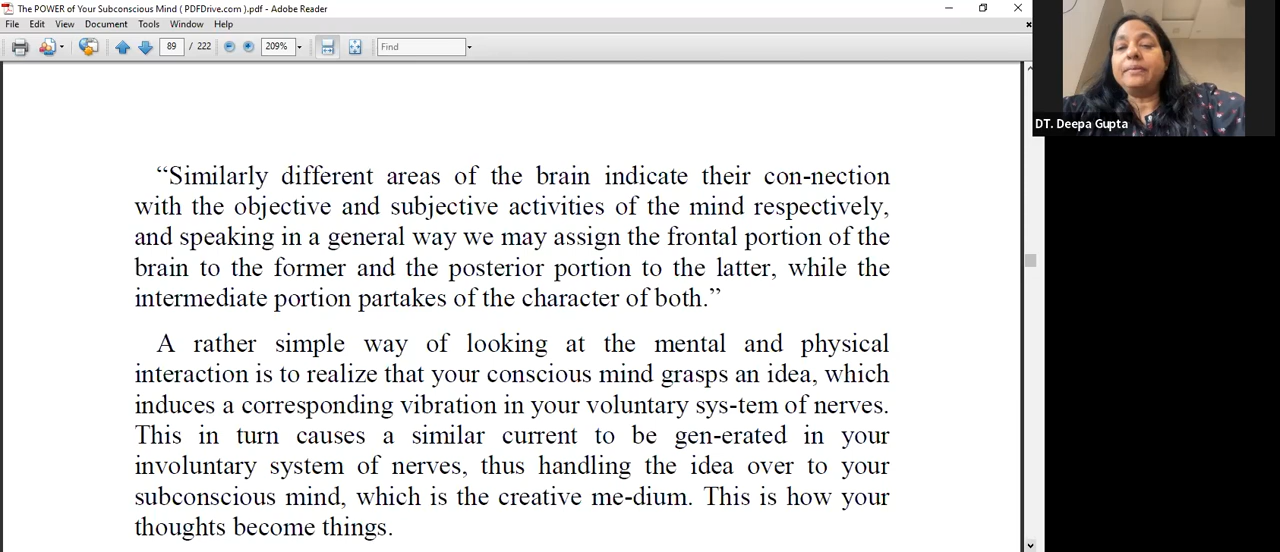 The POWER of Your Subconscious Mind ( PDFDrive.com ).pdf - Adobe Reader
File Edit View Document Tools Window Help
89 / 222 209% Find
“Similarly different areas of the brain indicate their con-nection
with the objective and subjective activities of the mind respectively,
and speaking in a general way we may assign the frontal portion of the
brain to the former and the posterior portion to the latter, while the
intermediate portion partakes of the character of both.”
A rather simple way of looking at the mental and physical
interaction is to realize that your conscious mind grasps an idea, which
induces a corresponding vibration in your voluntary sys-tem of nerves.
This in turn causes a similar current to be gen-erated in your
involuntary system of nerves, thus handling the idea over to your
subconscious mind, which is the creative me-dium. This is how your
thoughts become things.
DT. Deepa Gupta